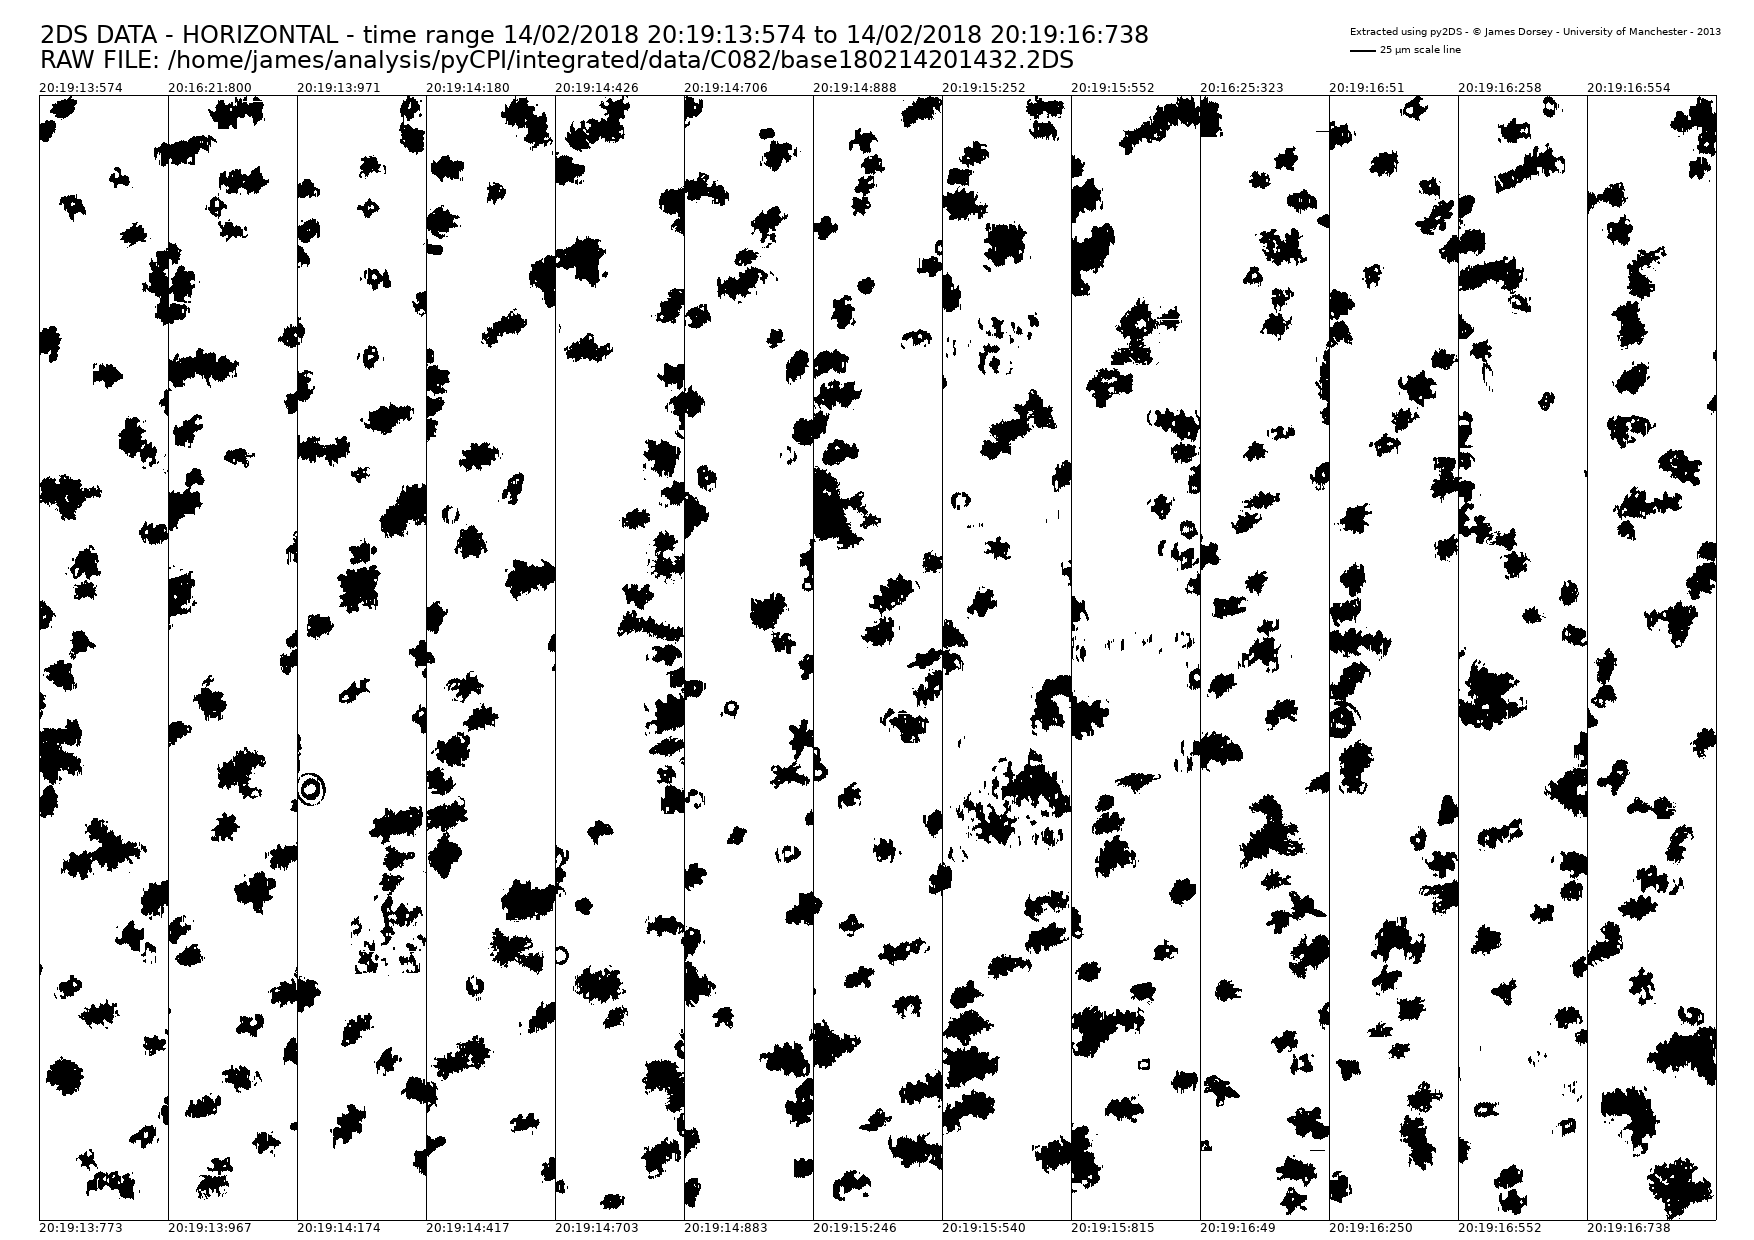 2DS DATA - HORIZONTAL - time range 14/02/2018 20:19:13:574 to 14/02/2018 20:19:16:738
RAW FILE: /home/james/analysis/pyCPI/integrated/data/C082/base180214201432.2DS
Extracted using py2DS - © James Dorsey - University of Manchester - 2013
25 µm scale line
20:19:13:574 20:16:21:800 20:19:13:971 20:19:14:180 20:19:14:426 20:19:14:706 20:19:14:888 20:19:15:252 20:19:15:552 20:16:25:323 20:19:16:51 20:19:16:258 20:19:16:554
20:19:13:773 20:19:13:967 20:19:14:174 20:19:14:417 20:19:14:703 20:19:14:883 20:19:15:246 20:19:15:540 20:19:15:815 20:19:16:49 20:19:16:250 20:19:16:552 20:19:16:738